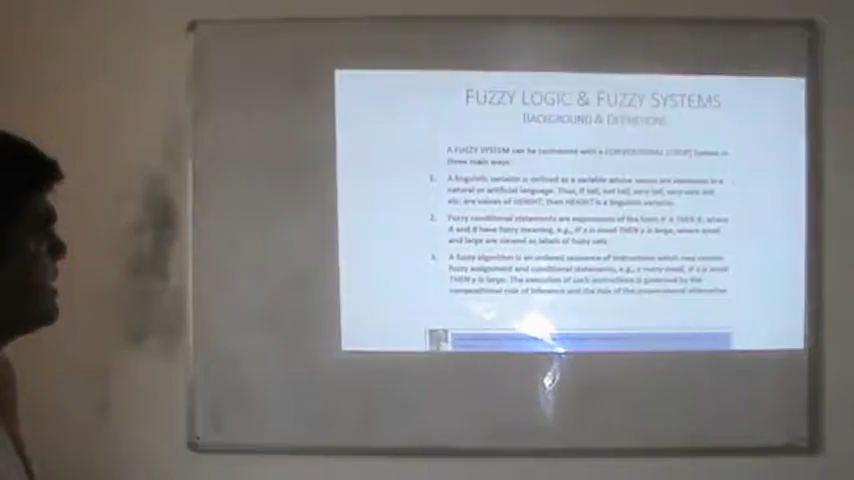 FUZZY LOGIC & FUZZY SYSTEMS
BACKGROUND & DEFINITIONS
A FUZZY SYSTEM can be contrasted with a CONVENTIONAL (CRISP) system in
three main ways:
1. A linguistic variable is defined as a variable whose values are sentences in a
natural or artificial language. Thus, if tall, not tall, very tall, very very tall,
etc. are values of HEIGHT, then HEIGHT is a linguistic variable.
2. Fuzzy conditional statements are expressions of the form IF A THEN B, where
A and B have fuzzy meaning, e.g., IF x is small THEN y is large, where small
and large are viewed as labels of fuzzy sets.
3. A fuzzy algorithm is an ordered sequence of instructions which may contain
fuzzy assignment and conditional statements, e.g., x = very small, IF x is small
THEN y is large. The execution of such instructions is governed by the
compositional rule of inference and the rule of the preponderant alternative